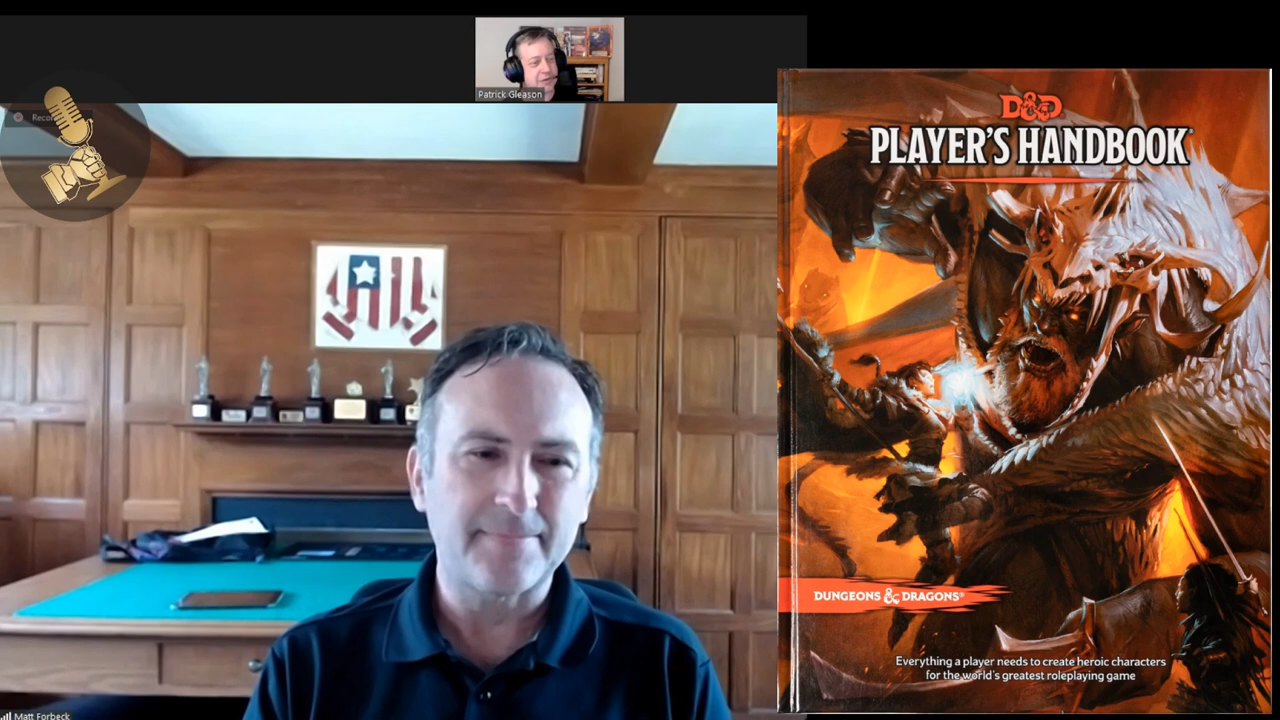 Patrick Gleason
D&D
PLAYER'S HANDBOOK
DUNGEONS & DRAGONS®
Everything a player needs to create heroic characters
for the world's greatest roleplaying game
Matt Forbeck